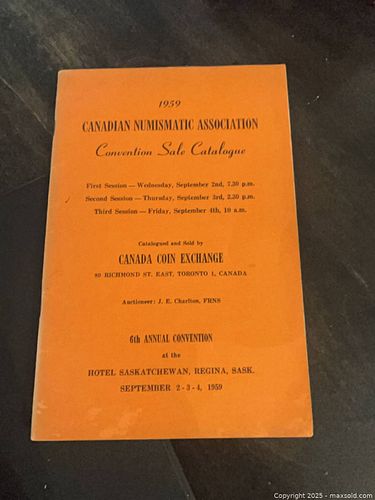 1959
CANADIAN NUMISMATIC ASSOCIATION
Convention Sale Catalogue
First Session — Wednesday, September 2nd, 7.30 p.m.
Second Session — Thursday, September 3rd, 2.30 p.m.
Third Session — Friday, September 4th, 10 a.m.
Catalogued and Sold by
CANADA COIN EXCHANGE
80 RICHMOND ST. EAST, TORONTO 1, CANADA
Auctioneer: J. E. Charlton, FRNS
6th ANNUAL CONVENTION
at the
HOTEL SASKATCHEWAN, REGINA, SASK.
SEPTEMBER 2 - 3 - 4, 1959
Copyright 2025 - maxsold.com